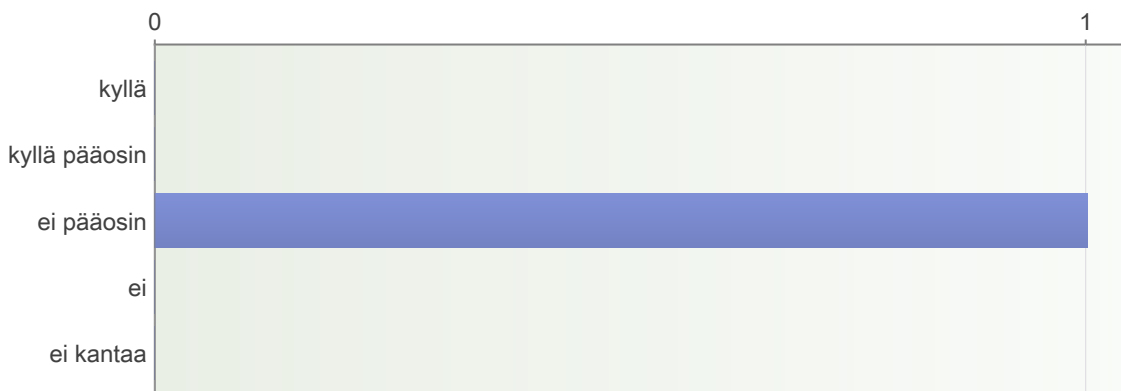 0 1
kyllä
kyllä pääosin
ei pääosin
ei
ei kantaa